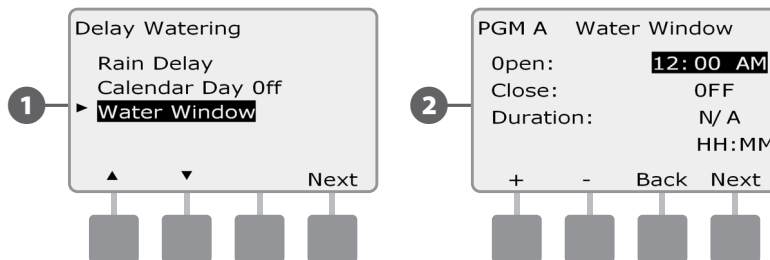 1
Delay Watering
Rain Delay
Calendar Day Off
► Water Window
▲ ▼ Next
2
PGM A Water Window
Open: 12:00 AM
Close: OFF
Duration: N/A
HH:MM
+ - Back Next